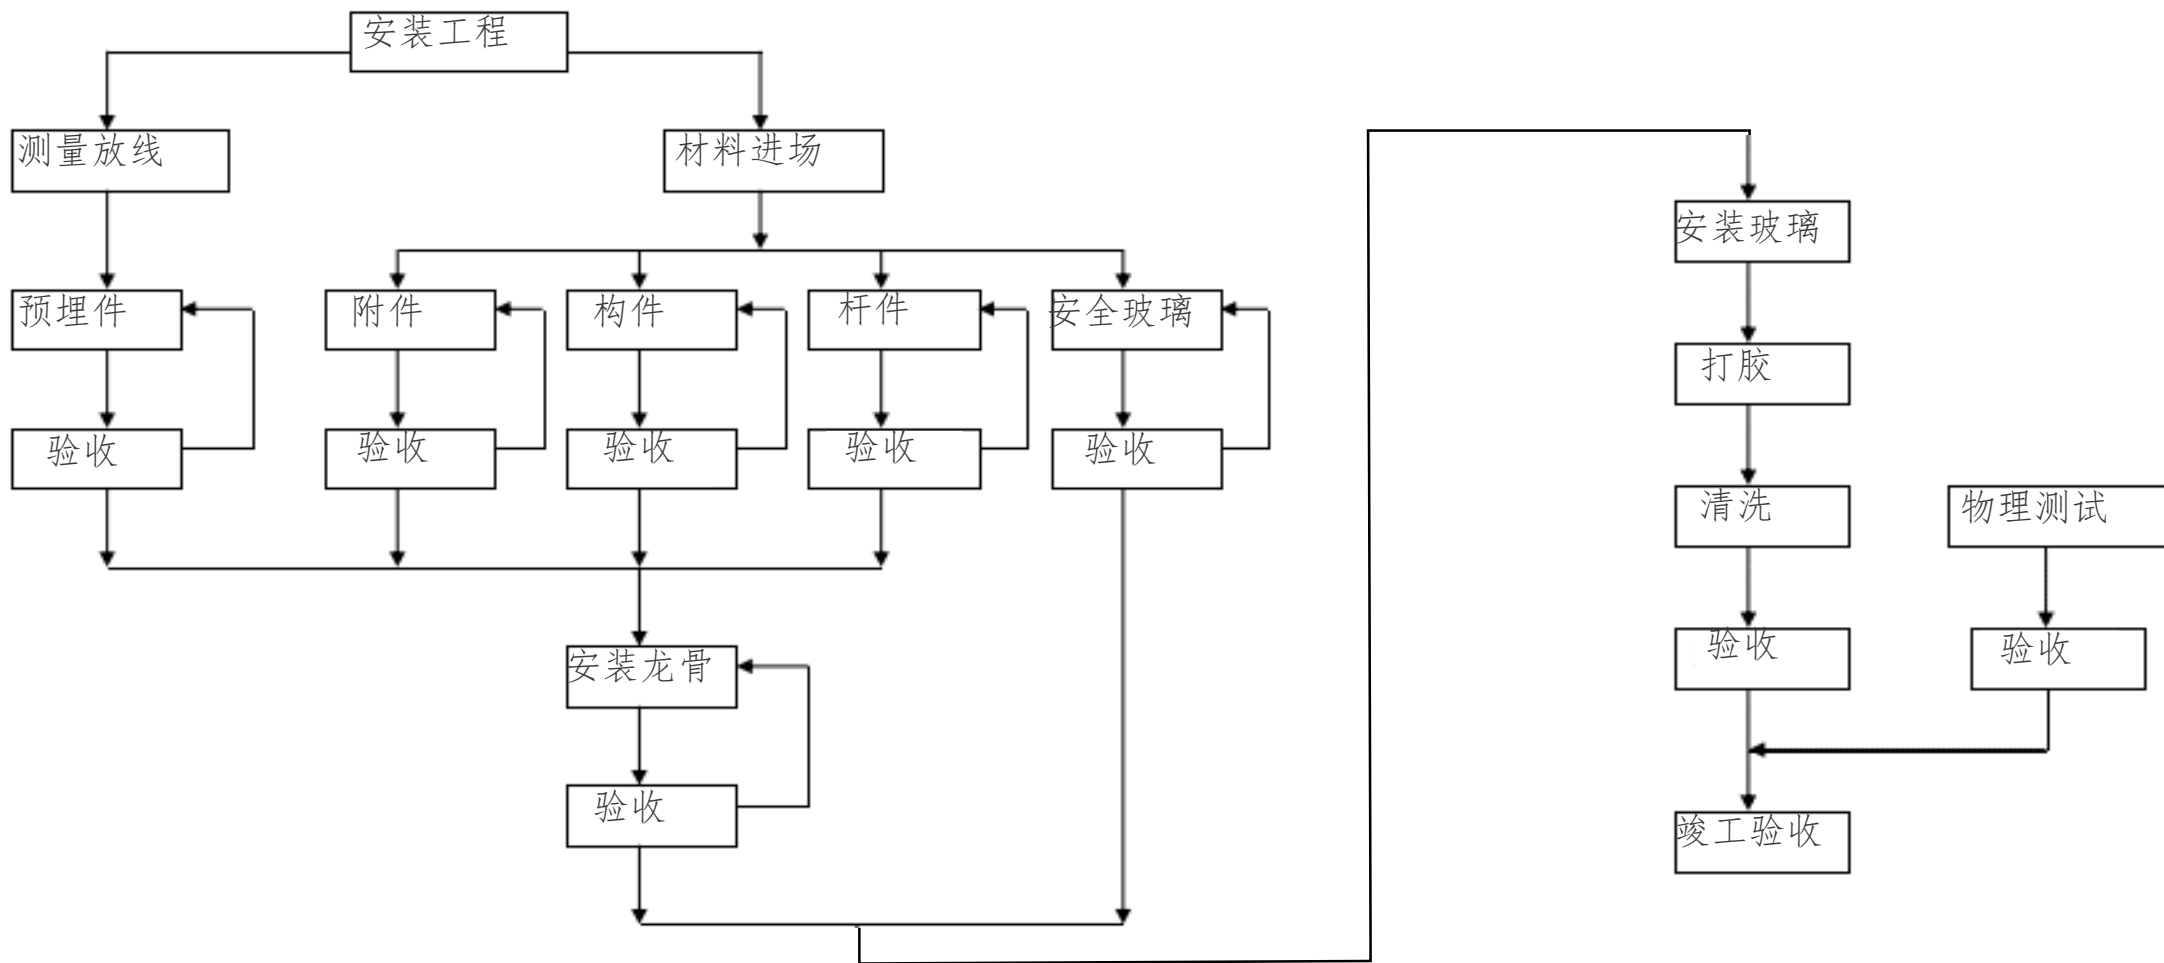 安装工程
测量放线
材料进场
预埋件
附件
构件
杆件
安全玻璃
验收
验收
验收
验收
验收
安装龙骨
验收
安装玻璃
打胶
清洗
物理测试
验收
验收
竣工验收